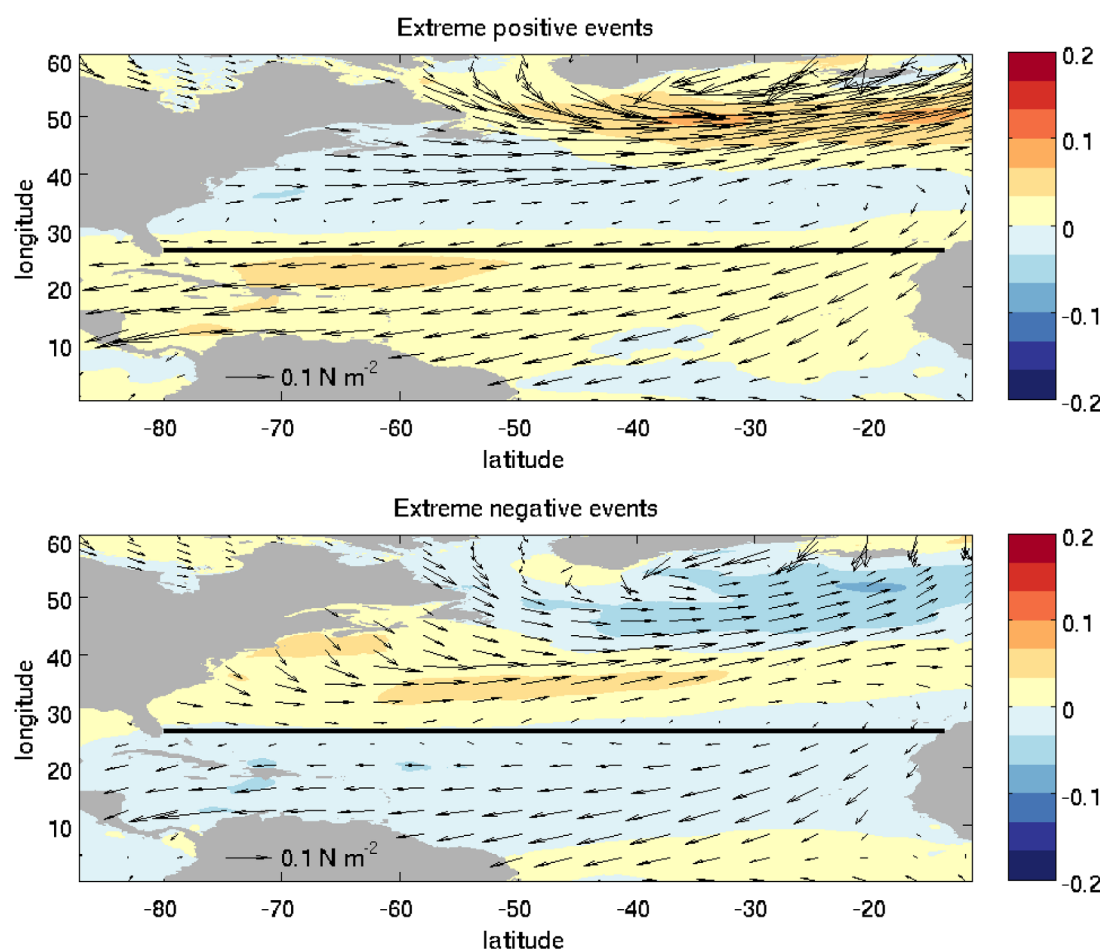 Extreme positive events
60
50
40
30
20
10
longitude
0.1 N m⁻²
-80 -70 -60 -50 -40 -30 -20
latitude
0.2
0.1
0
-0.1
-0.2
Extreme negative events
60
50
40
30
20
10
longitude
0.1 N m⁻²
-80 -70 -60 -50 -40 -30 -20
latitude
0.2
0.1
0
-0.1
-0.2